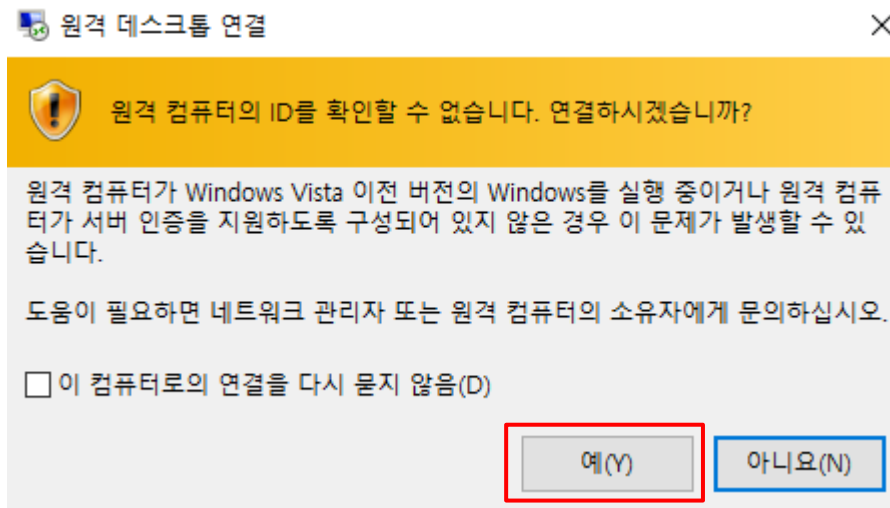 원격 데스크톱 연결
원격 컴퓨터의 ID를 확인할 수 없습니다. 연결하시겠습니까?
원격 컴퓨터가 Windows Vista 이전 버전의 Windows를 실행 중이거나 원격 컴퓨
터가 서버 인증을 지원하도록 구성되어 있지 않은 경우 이 문제가 발생할 수 있
습니다.
도움이 필요하면 네트워크 관리자 또는 원격 컴퓨터의 소유자에게 문의하십시오.
이 컴퓨터로의 연결을 다시 묻지 않음(D)
예(Y) 아니요(N)